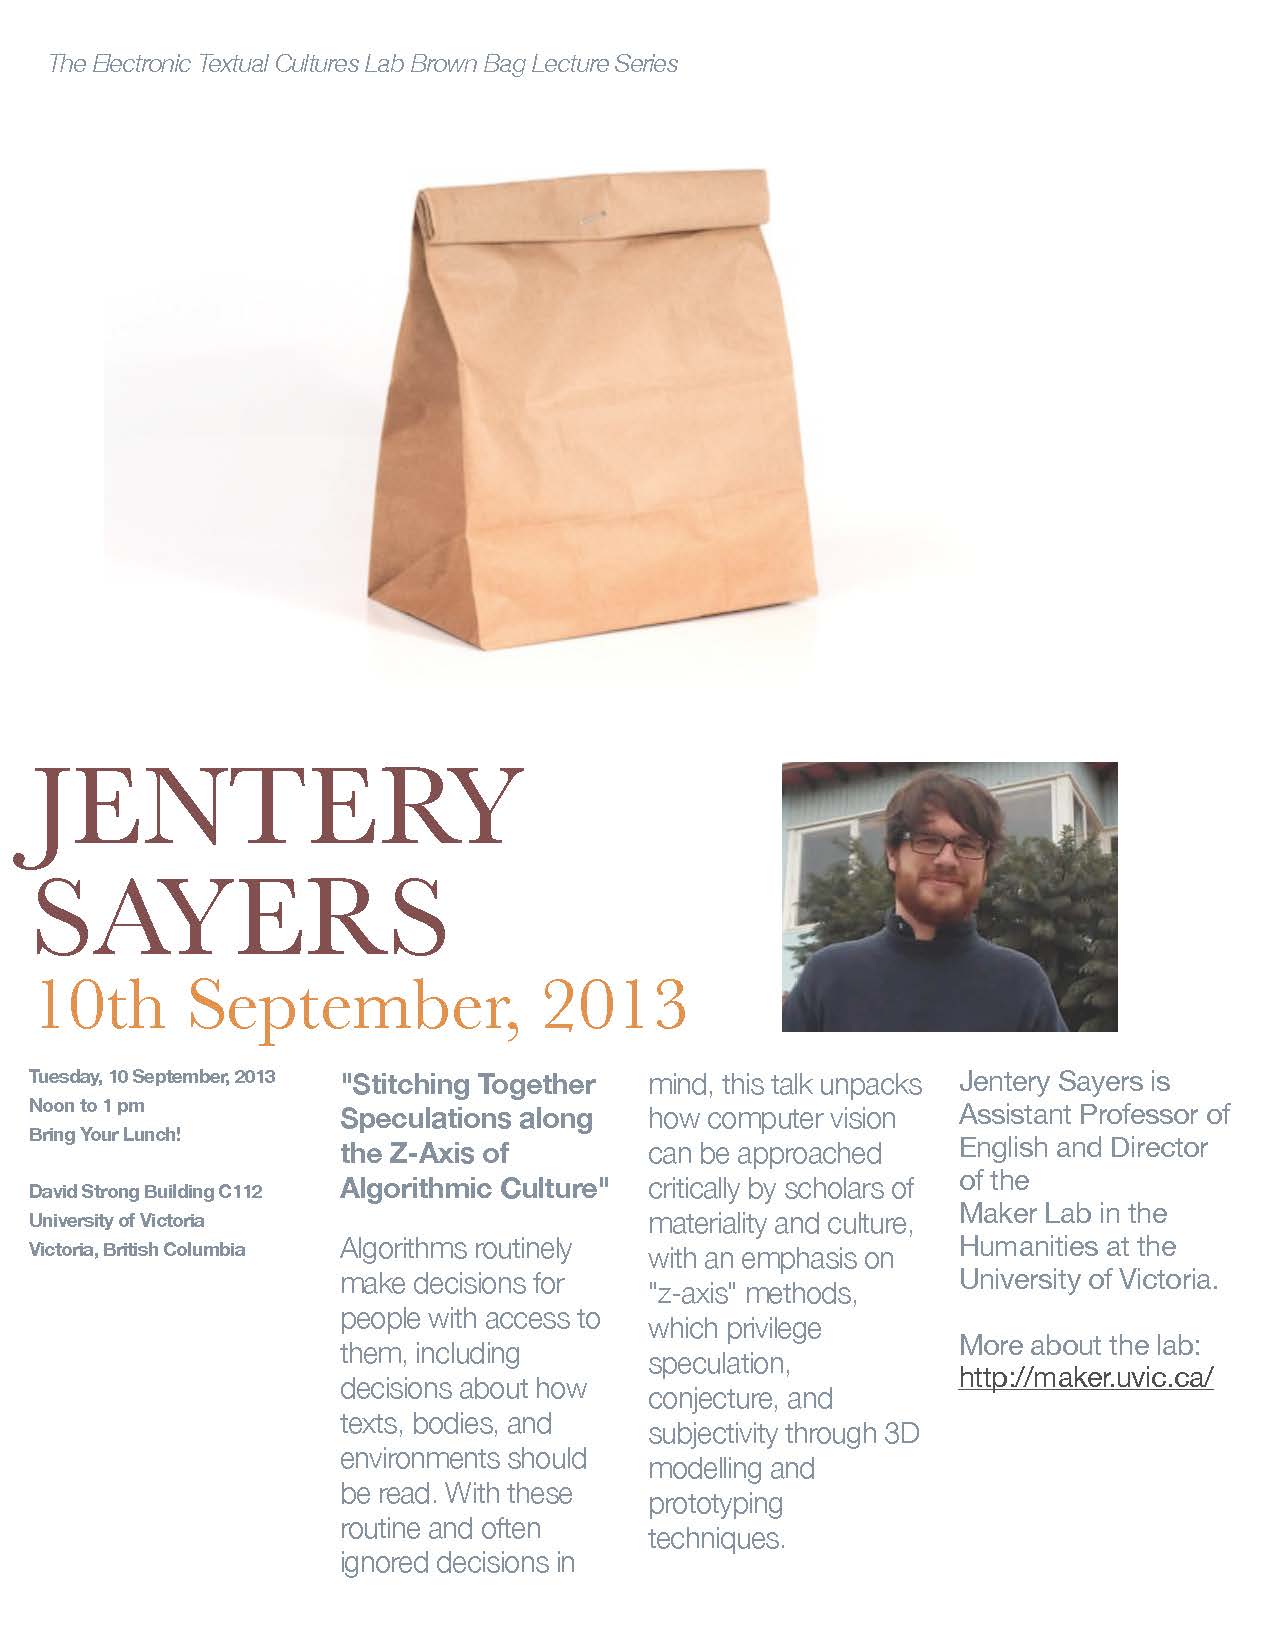 The Electronic Textual Cultures Lab Brown Bag Lecture Series
JENTERY
SAYERS
10th September, 2013
Tuesday, 10 September, 2013
Noon to 1 pm
Bring Your Lunch!
David Strong Building C112
University of Victoria
Victoria, British Columbia
"Stitching Together
Speculations along
the Z-Axis of
Algorithmic Culture"
Algorithms routinely
make decisions for
people with access to
them, including
decisions about how
texts, bodies, and
environments should
be read. With these
routine and often
ignored decisions in
mind, this talk unpacks
how computer vision
can be approached
critically by scholars of
materiality and culture,
with an emphasis on
"z-axis" methods,
which privilege
speculation,
conjecture, and
subjectivity through 3D
modelling and
prototyping
techniques.
Jentery Sayers is
Assistant Professor of
English and Director
of the
Maker Lab in the
Humanities at the
University of Victoria.
More about the lab:
http://maker.uvic.ca/